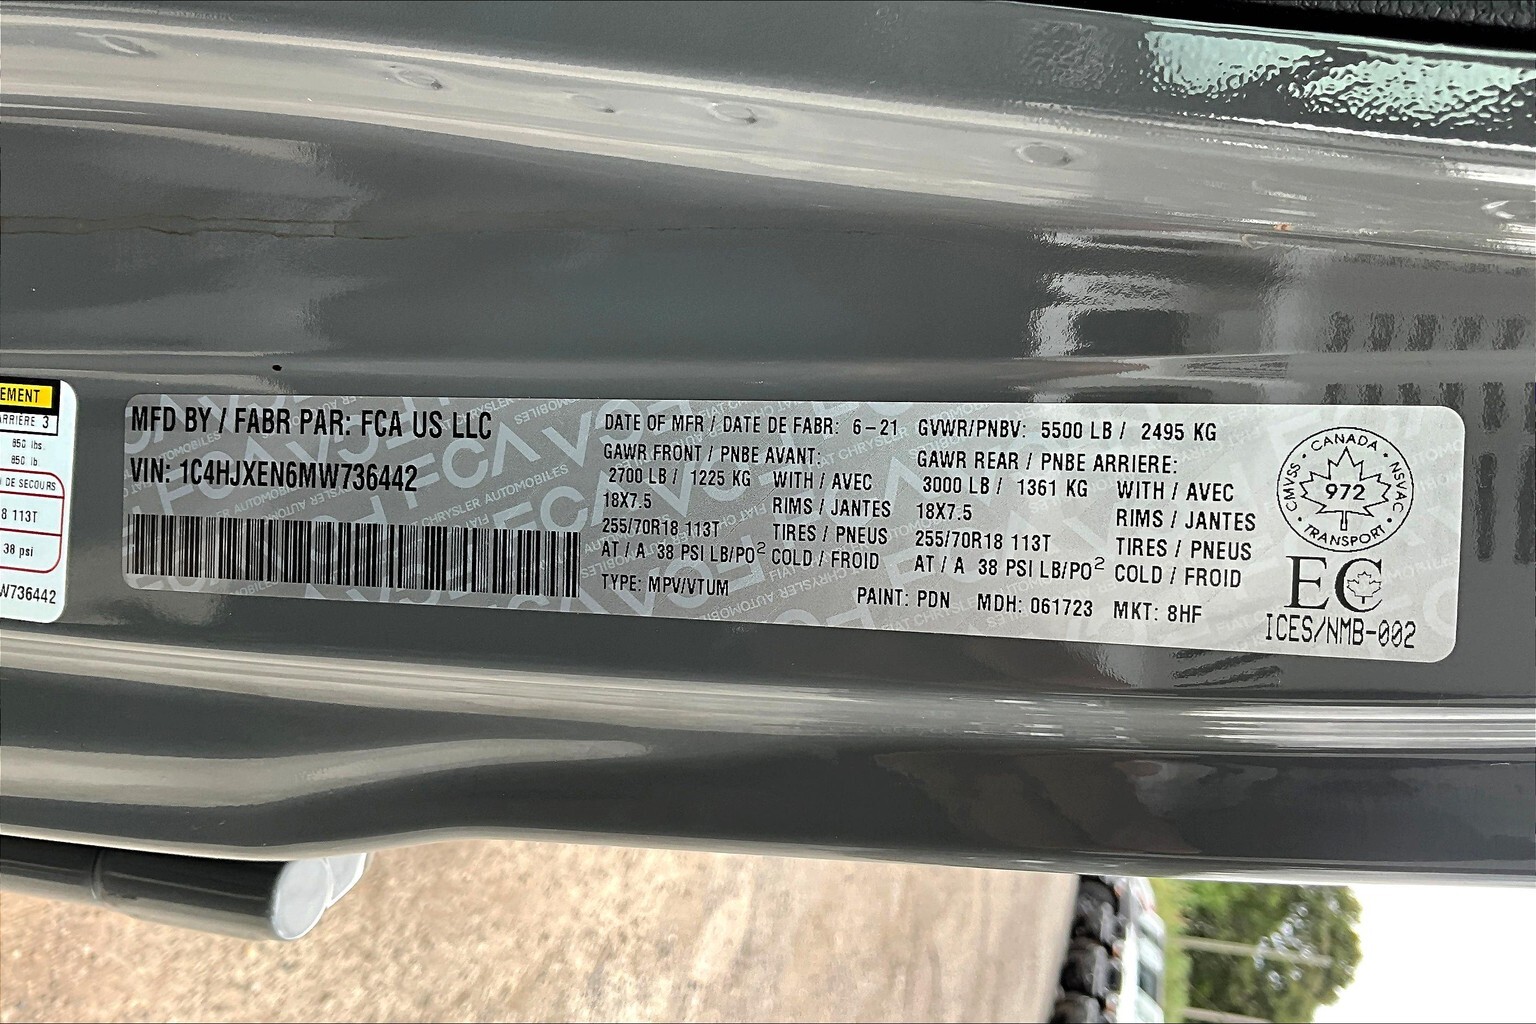 EMENT
ARRIÈRE 3
850 lbs.
850 lb.
DE SECOURS
8 113T
38 psi
W736442
MFD BY / FABR PAR: FCA US LLC
VIN: 1C4HJXEN6MW736442
DATE OF MFR / DATE DE FABR: 6-21
GAWR FRONT / PNBE AVANT:
2700 LB / 1225 KG WITH / AVEC
18X7.5 RIMS / JANTES
255/70R18 113T TIRES / PNEUS
AT / A 38 PSI LB/PO² COLD / FROID
TYPE: MPV/VTUM
GVWR/PNBV: 5500 LB / 2495 KG
GAWR REAR / PNBE ARRIERE:
3000 LB / 1361 KG WITH / AVEC
18X7.5 RIMS / JANTES
255/70R18 113T TIRES / PNEUS
AT / A 38 PSI LB/PO² COLD / FROID
PAINT: PDN MDH: 061723 MKT: 8HF
CANADA
CMVSS · NSVAC
972
TRANSPORT
EC
ICES/NMB-002